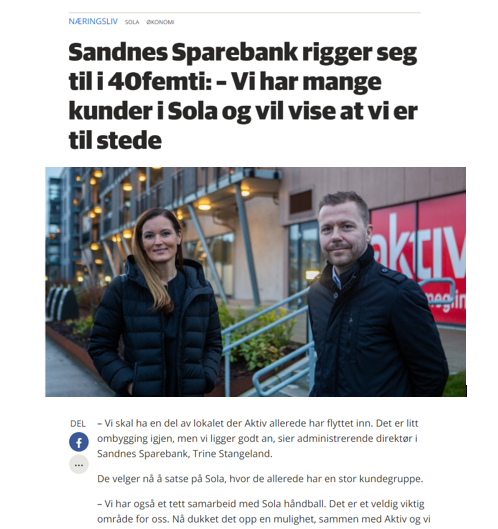 NÆRINGSLIV SOLA ØKONOMI
Sandnes Sparebank rigger seg
til i 40femti: – Vi har mange
kunder i Sola og vil vise at vi er
til stede
aktiv
megrin
DEL
– Vi skal ha en del av lokalet der Aktiv allerede har flyttet inn. Det er litt
ombygging igjen, men vi ligger godt an, sier administrerende direktør i
Sandnes Sparebank, Trine Stangeland.
De velger nå å satse på Sola, hvor de allerede har en stor kundegruppe.
– Vi har også et tett samarbeid med Sola håndball. Det er et veldig viktig
område for oss. Nå dukket det opp en mulighet, sammen med Aktiv og vi